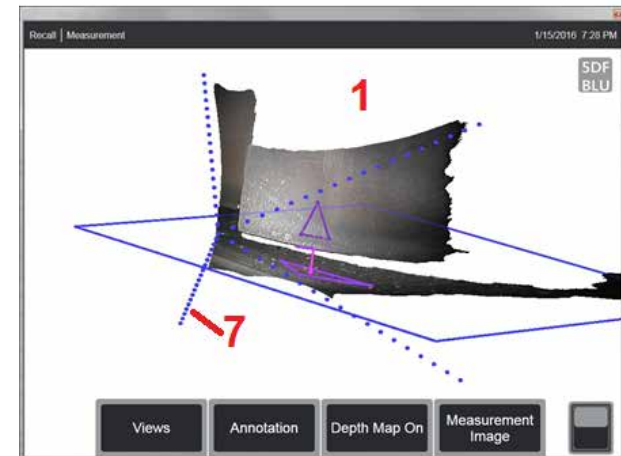 Recall | Measurement
1/15/2016 7:28 PM
SDF
BLU
1
7
Views
Annotation
Depth Map On
Measurement
Image